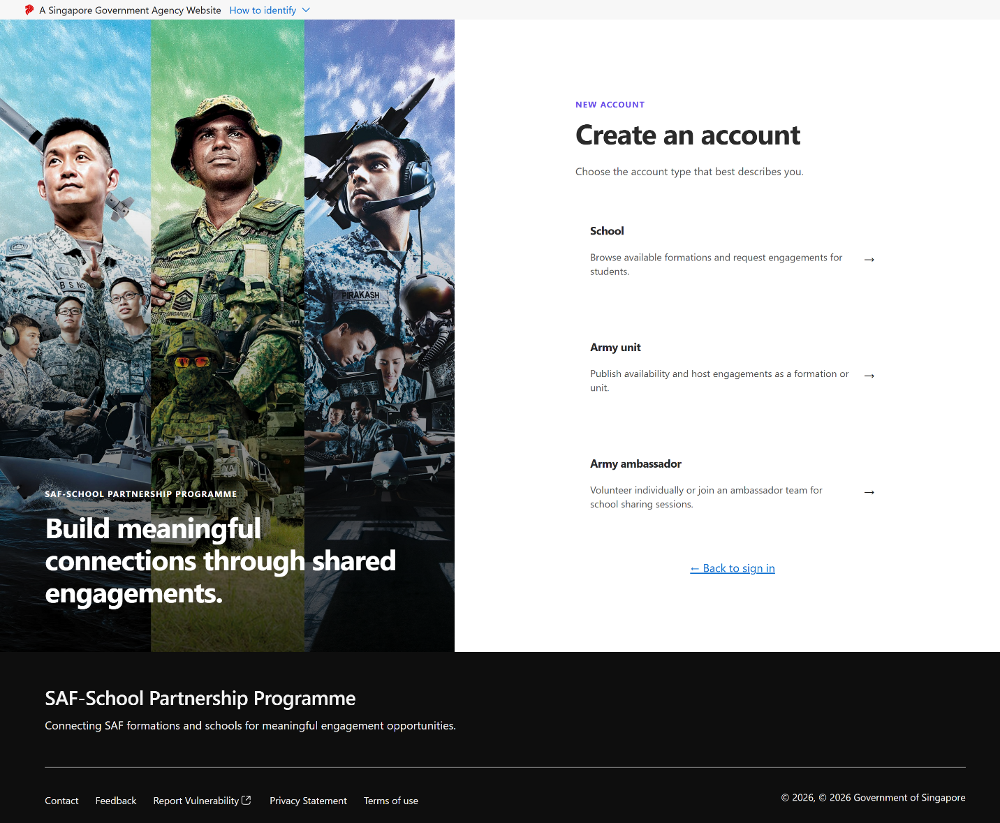 A Singapore Government Agency Website How to identify
SAF-SCHOOL PARTNERSHIP PROGRAMME
Build meaningful
connections through shared
engagements.
B S NG
SINGAPURA
PIRAKASH
NEW ACCOUNT
Create an account
Choose the account type that best describes you.
School
Browse available formations and request engagements for
students.
→
Army unit
Publish availability and host engagements as a formation or
unit.
→
Army ambassador
Volunteer individually or join an ambassador team for
school sharing sessions.
→
← Back to sign in
SAF-School Partnership Programme
Connecting SAF formations and schools for meaningful engagement opportunities.
Contact Feedback Report Vulnerability Privacy Statement Terms of use
© 2026, © 2026 Government of Singapore